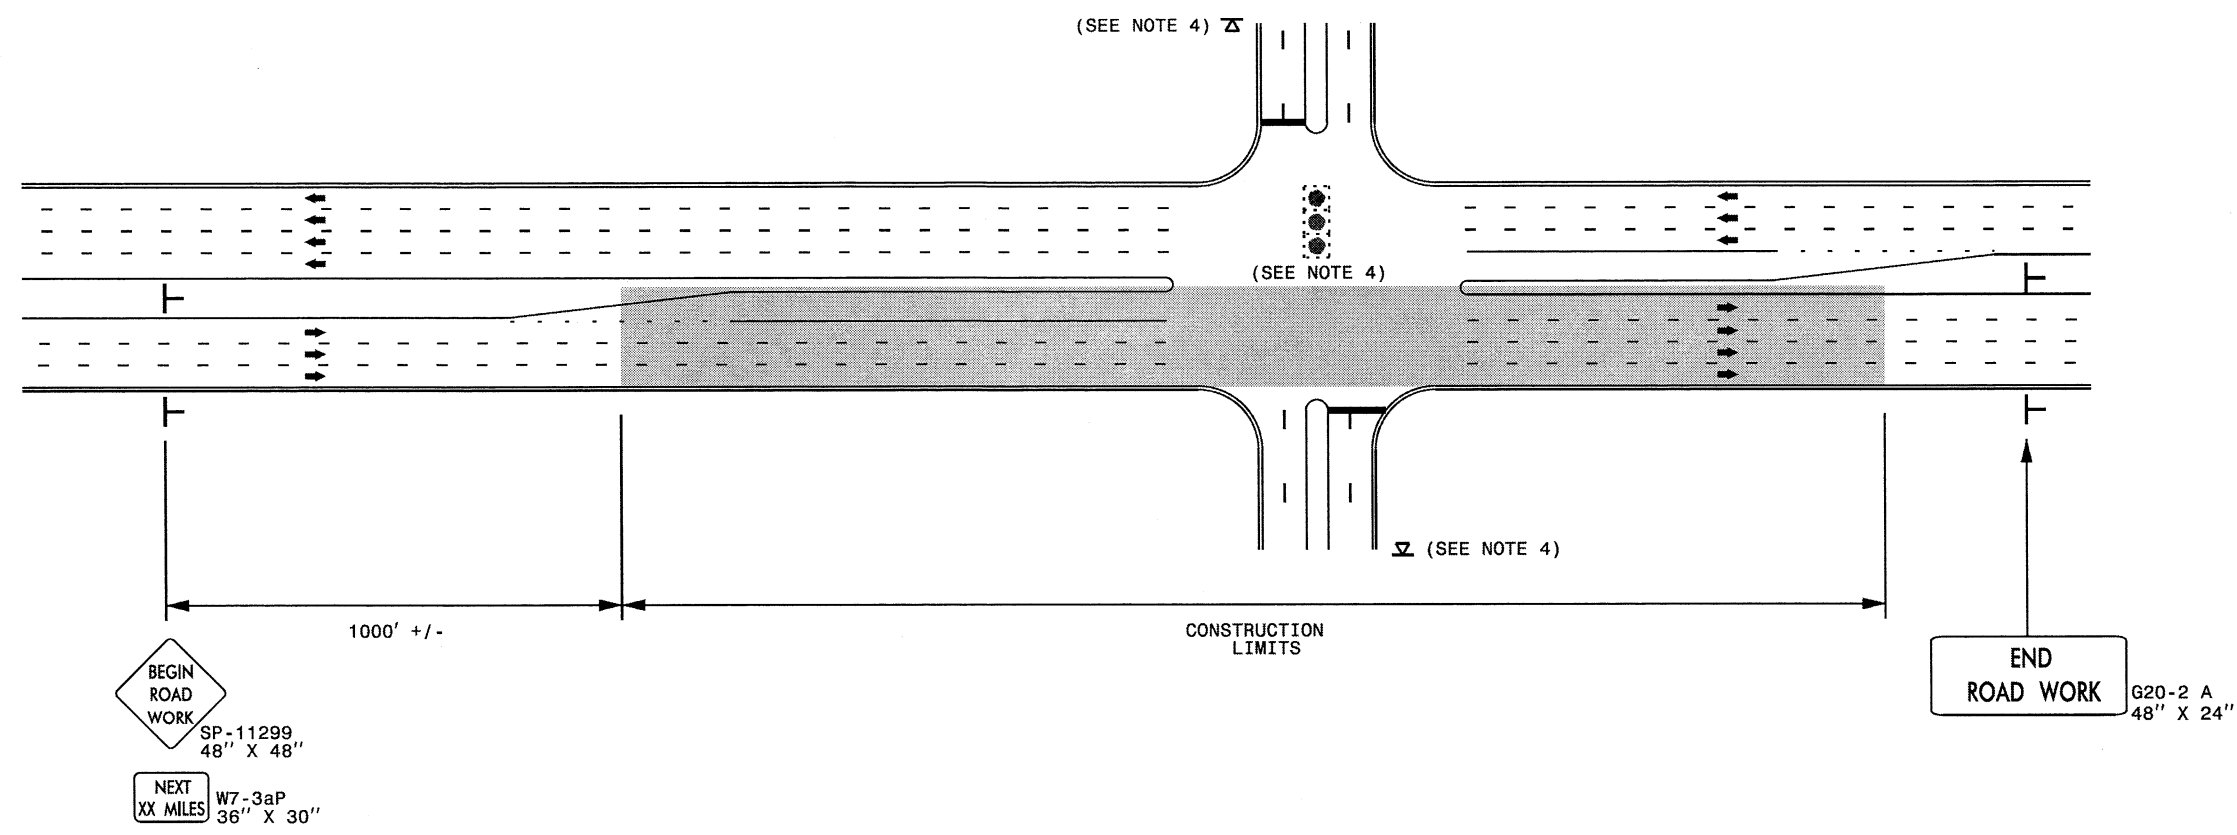 (SEE NOTE 4)
(SEE NOTE 4)
(SEE NOTE 4)
1000' +/-
CONSTRUCTION
LIMITS
BEGIN
ROAD
WORK
SP-11299
48" X 48"
NEXT
XX MILES
W7-3aP
36" X 30"
END
ROAD WORK
G20-2 A
48" X 24"